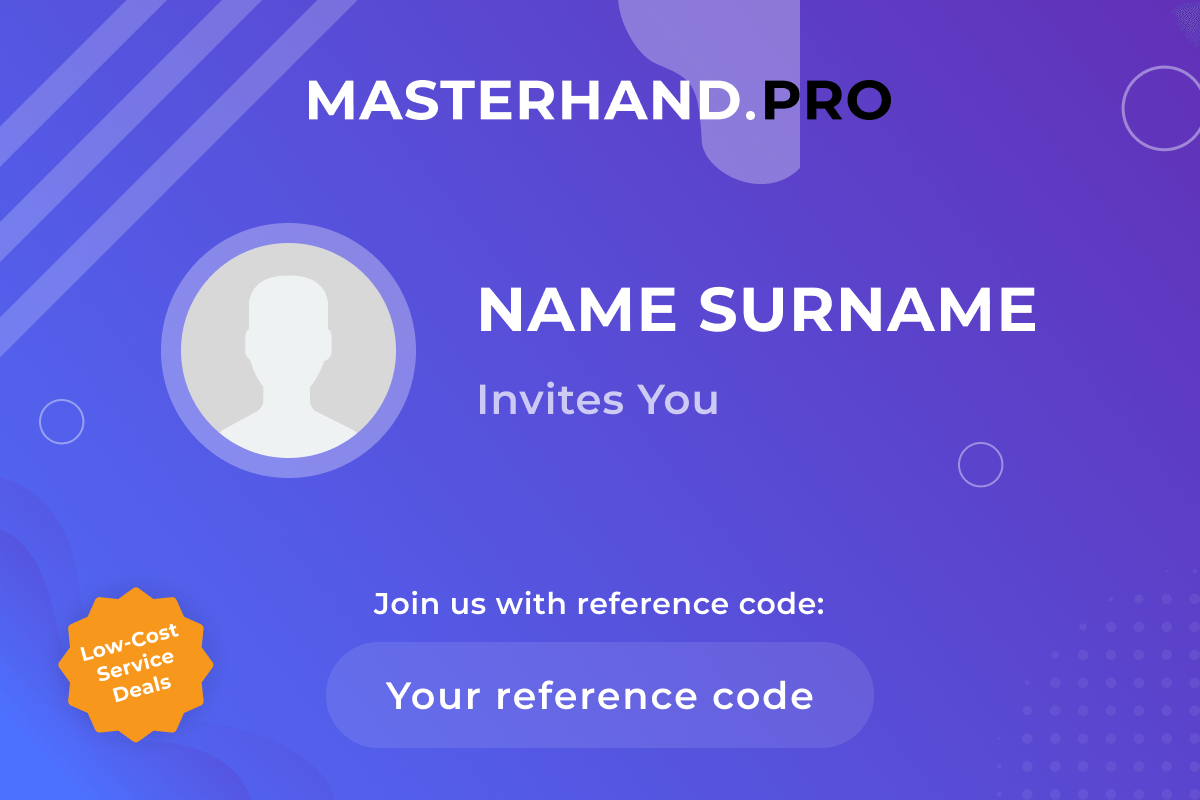 MASTERHAND.PRO
NAME SURNAME
Invites You
Join us with reference code:
Your reference code
Low-Cost
Service
Deals